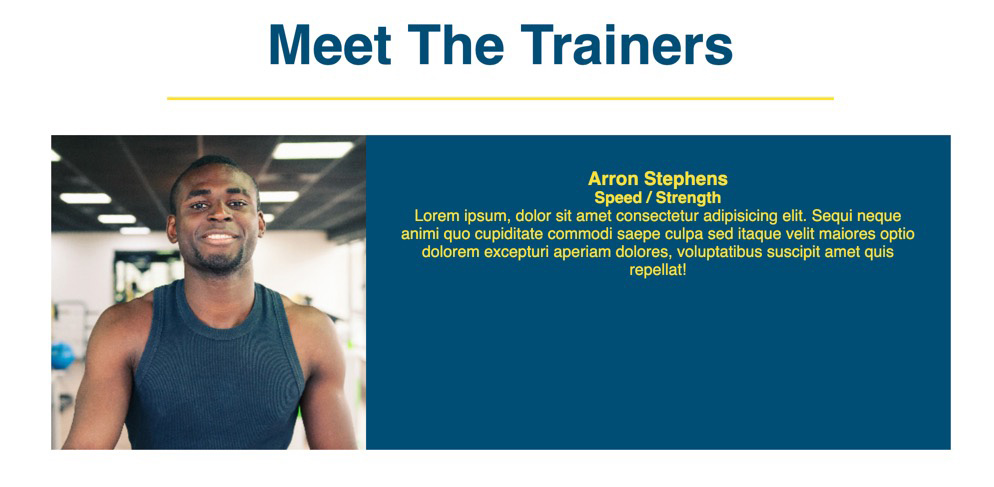 Meet The Trainers
Arron Stephens
Speed / Strength
Lorem ipsum, dolor sit amet consectetur adipisicing elit. Sequi neque
animi quo cupiditate commodi saepe culpa sed itaque velit maiores optio
dolorem excepturi aperiam dolores, voluptatibus suscipit amet quis
repellat!